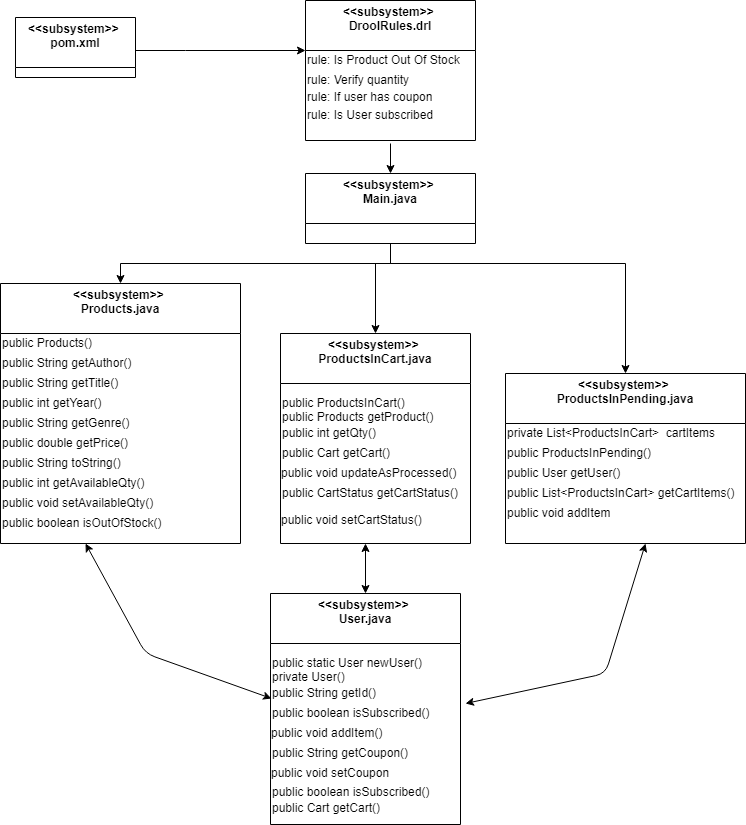 <<subsystem>>
pom.xml
<<subsystem>>
DroolRules.drl
rule: Is Product Out Of Stock
rule: Verify quantity
rule: If user has coupon
rule: Is User subscribed
<<subsystem>>
Main.java
<<subsystem>>
Products.java
public Products()
public String getAuthor()
public String getTitle()
public int getYear()
public String getGenre()
public double getPrice()
public String toString()
public int getAvailableQty()
public void setAvailableQty()
public boolean isOutOfStock()
<<subsystem>>
ProductsInCart.java
public ProductsInCart()
public Products getProduct()
public int getQty()
public Cart getCart()
public void updateAsProcessed()
public CartStatus getCartStatus()
public void setCartStatus()
<<subsystem>>
ProductsInPending.java
private List<ProductsInCart> cartItems
public ProductsInPending()
public User getUser()
public List<ProductsInCart> getCartItems()
public void addItem
<<subsystem>>
User.java
public static User newUser()
private User()
public String getId()
public boolean isSubscribed()
public void addItem()
public String getCoupon()
public void setCoupon
public boolean isSubscribed()
public Cart getCart()